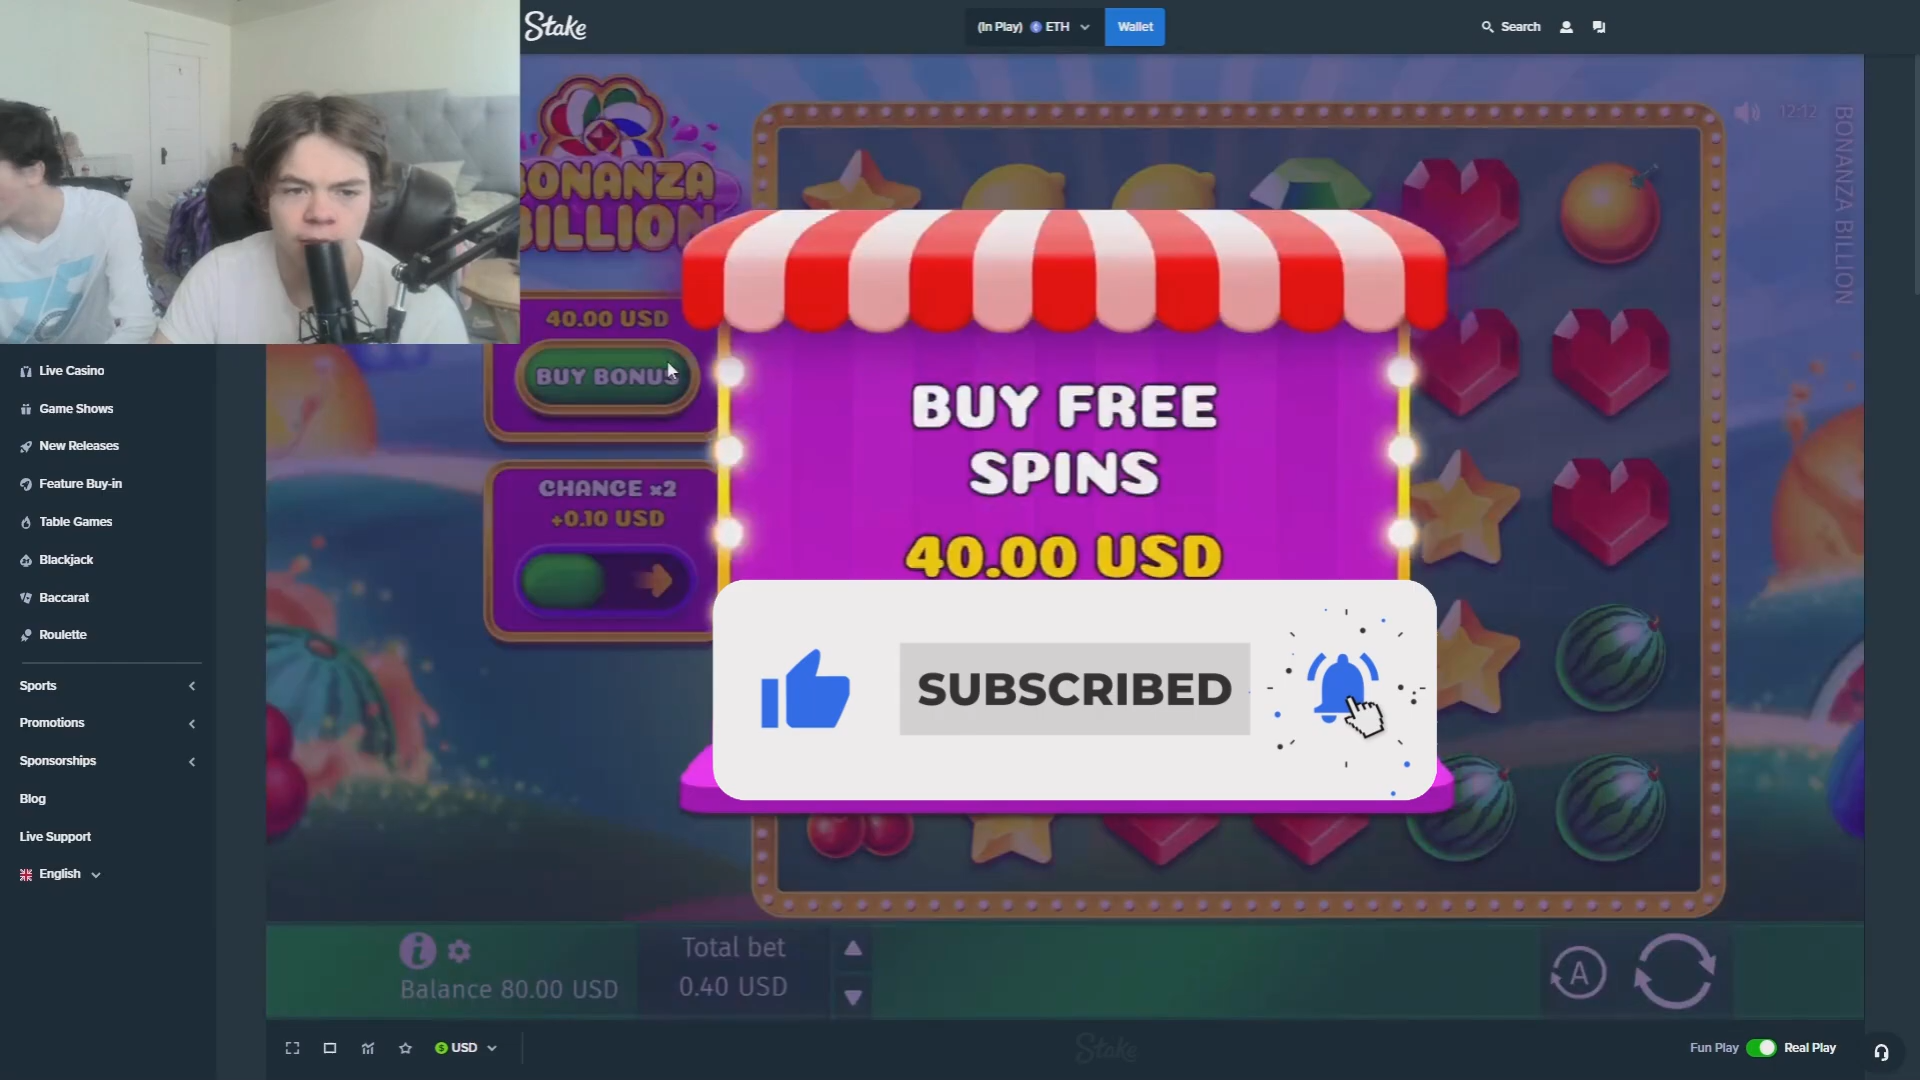 Stake
(In Play) ETH
Wallet
Search
BONANZA
BILLION
12:12
BONANZA BILLION
40.00 USD
BUY BONUS
CHANCE x2
+0.10 USD
BUY FREE
SPINS
40.00 USD
SUBSCRIBED
Live Casino
Game Shows
New Releases
Feature Buy-in
Table Games
Blackjack
Baccarat
Roulette
Sports
Promotions
Sponsorships
Blog
Live Support
English
Balance 80.00 USD
Total bet
0.40 USD
A
USD
Stake
Fun Play
Real Play